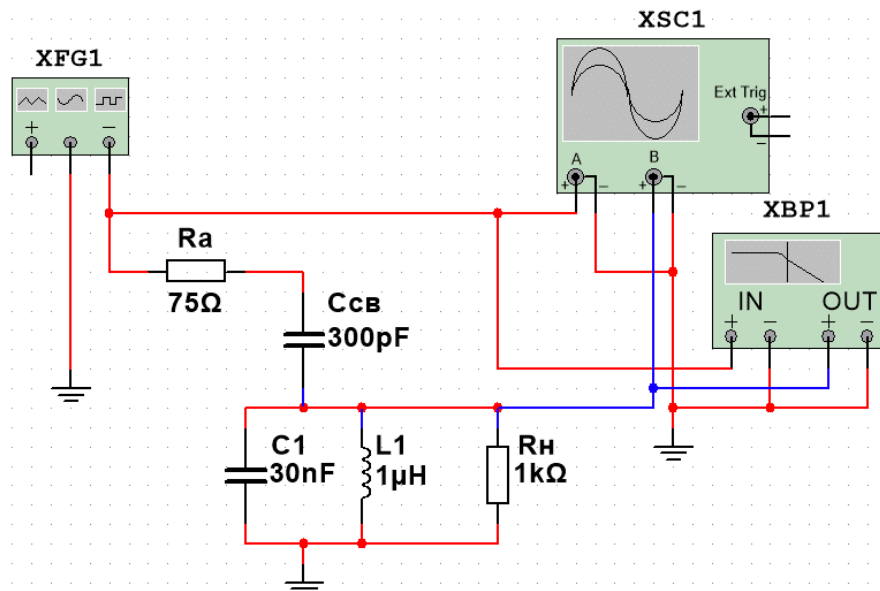 XSC1
XFG1
Ext Trig
+
−
+ −
A B
+ − + −
XBP1
Ra
75Ω
IN OUT
+ − + −
Cсв
300pF
C1
30nF
L1
1µH
Rн
1kΩ